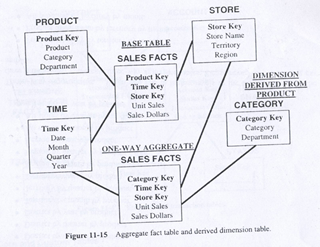 PRODUCT
Product Key
Product
Category
Department
STORE
Store Key
Store Name
Territory
Region
BASE TABLE
SALES FACTS
Product Key
Time Key
Store Key
Unit Sales
Sales Dollars
DIMENSION
DERIVED FROM
PRODUCT
CATEGORY
Category Key
Category
Department
TIME
Time Key
Date
Month
Quarter
Year
ONE-WAY AGGREGATE
SALES FACTS
Category Key
Time Key
Store Key
Unit Sales
Sales Dollars
Figure 11-15 Aggregate fact table and derived dimension table.